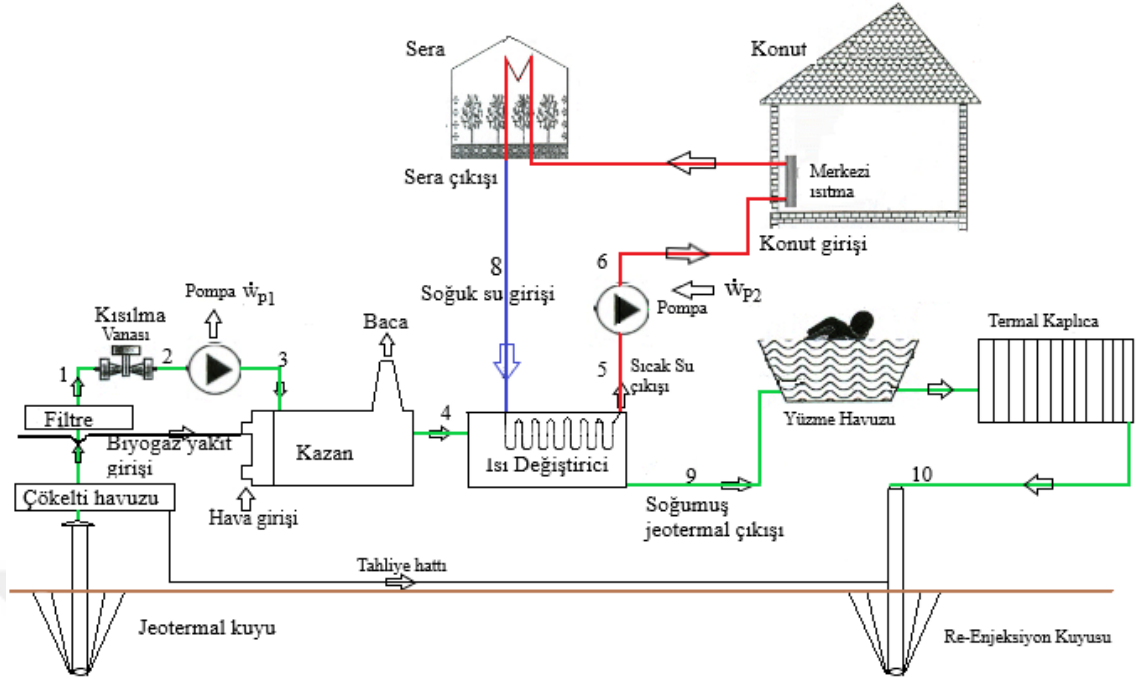 Sera
Konut
Merkezi
ısıtma
Sera çıkışı
Konut girişi
8
Soğuk su girişi
6
Ẇp2
Pompa
Pompa ẇp1
Kısılma
Vanası
Baca
Termal Kaplıca
1
2
3
5
Sıcak Su
çıkışı
Filtre
Yüzme Havuzu
4
Biyogaz yakıt
girişi
Kazan
Isı Değiştirici
9
10
Çökelti havuzu
Hava girişi
Soğumuş
jeotermal çıkışı
Tahliye hattı
Jeotermal kuyu
Re-Enjeksiyon Kuyusu